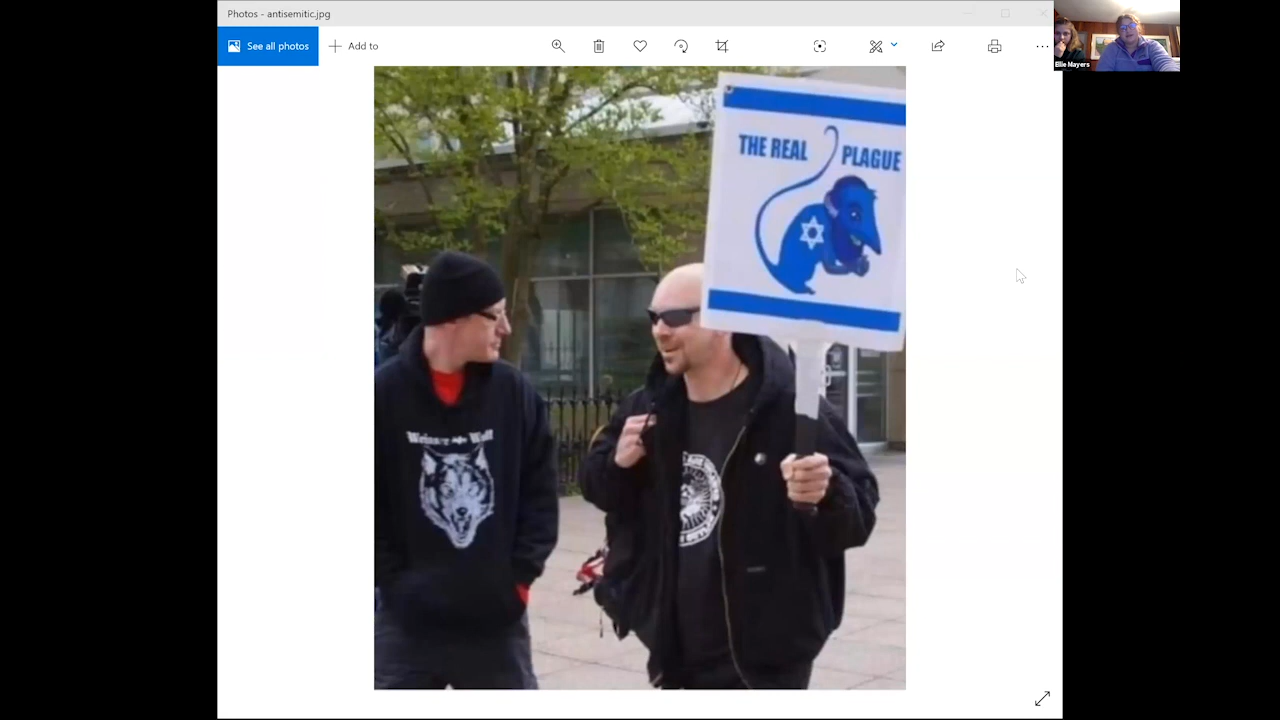 Photos - antisemitic.jpg
See all photos
Add to
Ellie Mayers
THE REAL PLAGUE